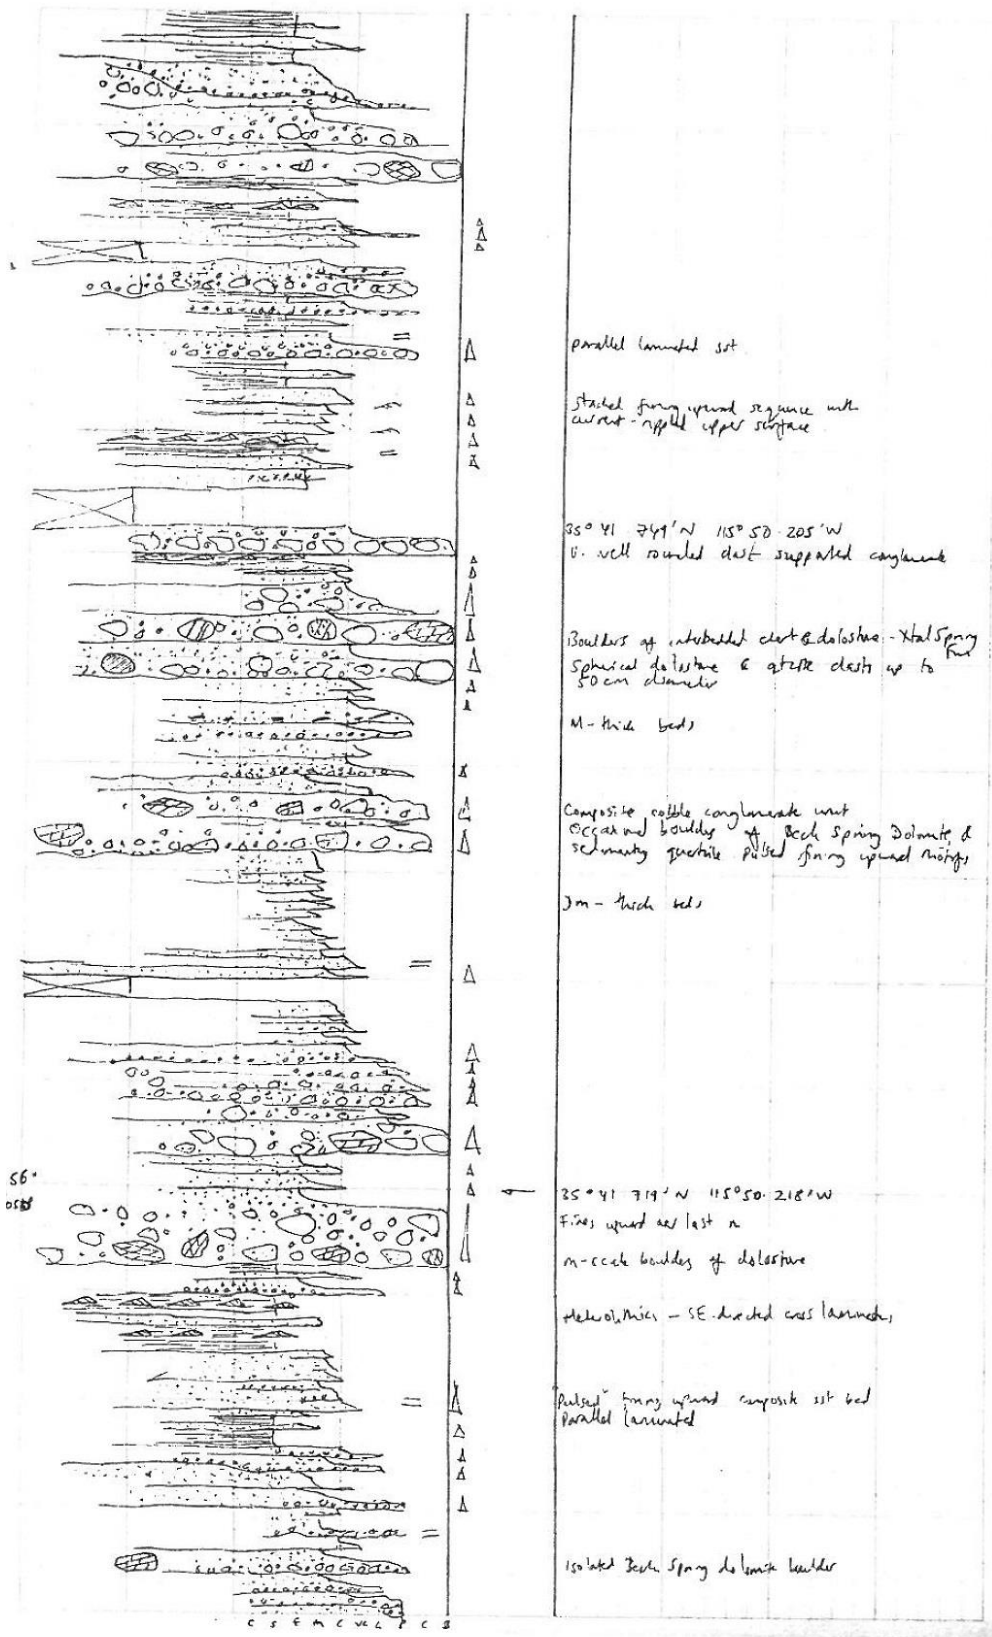 parallel laminated sst
stacked fining upward sequence with
current-rippled upper surface
35° 41 749'N 115° 50.205'W
V. well rounded clast supported conglomerate
Boulders of interbedded chert & dolostone - Xtal Spring
Fm
Spherical dolostone & qtzite clasts up to
50cm diameter
M-thick beds
Composite cobble conglomerate unit
Occasional boulders of Beck Spring Dolomite &
sedimentary quartzite pulsed fining upward motifs
Dm-thick beds
56°
35° 41 719'N 115° 50.218'W
Fines upward over last m
m-scale boulders of dolostone
Heterolithics - SE-directed cross laminates
"Pulsed" fining upward composite sst bed
Parallel laminated
Isolated Beck Spring dolomite boulder
C S F M C VC P C B